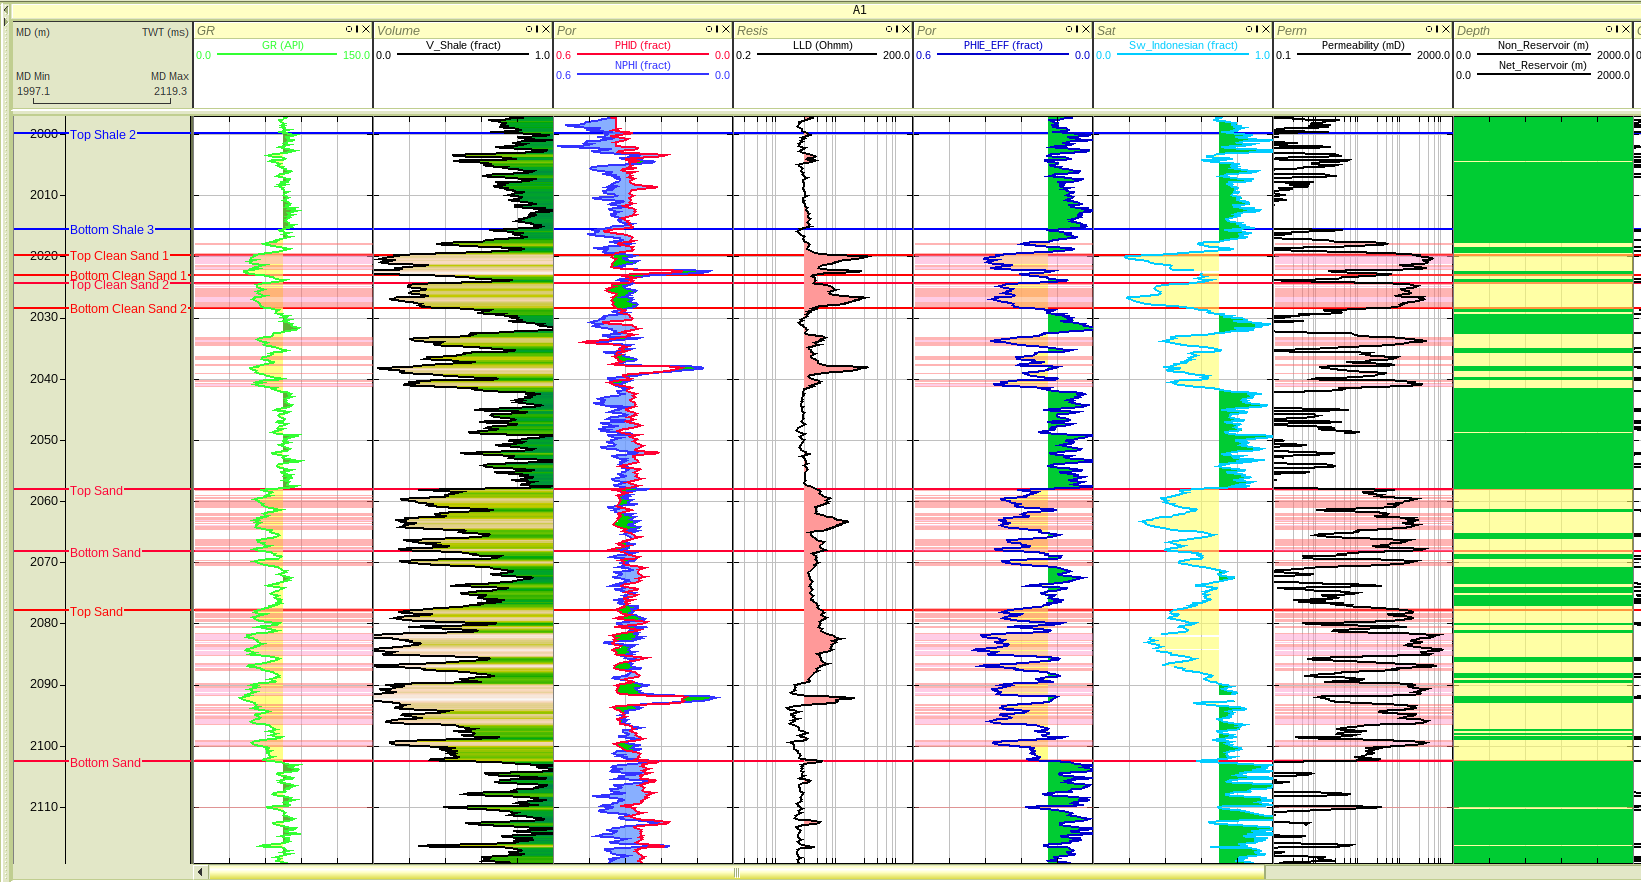 A1
GR
Volume
Por
Resis
Por
Sat
Perm
Depth
MD (m) TWT (ms)
GR (API)
0.0 150.0
V_Shale (fract)
0.0 1.0
PHID (fract)
0.6 0.0
NPHI (fract)
0.6 0.0
LLD (Ohmm)
0.2 200.0
PHIE_EFF (fract)
0.6 0.0
Sw_Indonesian (fract)
0.0 1.0
Permeability (mD)
0.1 2000.0
Non_Reservoir (m)
0.0 2000.0
Net_Reservoir (m)
0.0 2000.0
MD Min MD Max
1997.1 2119.3
2000
Top Shale 2
2010
Bottom Shale 3
2020
Top Clean Sand 1
Bottom Clean Sand 1
Top Clean Sand 2
Bottom Clean Sand 2
2030
2040
2050
Top Sand
2060
Bottom Sand
2070
Top Sand
2080
2090
2100
Bottom Sand
2110